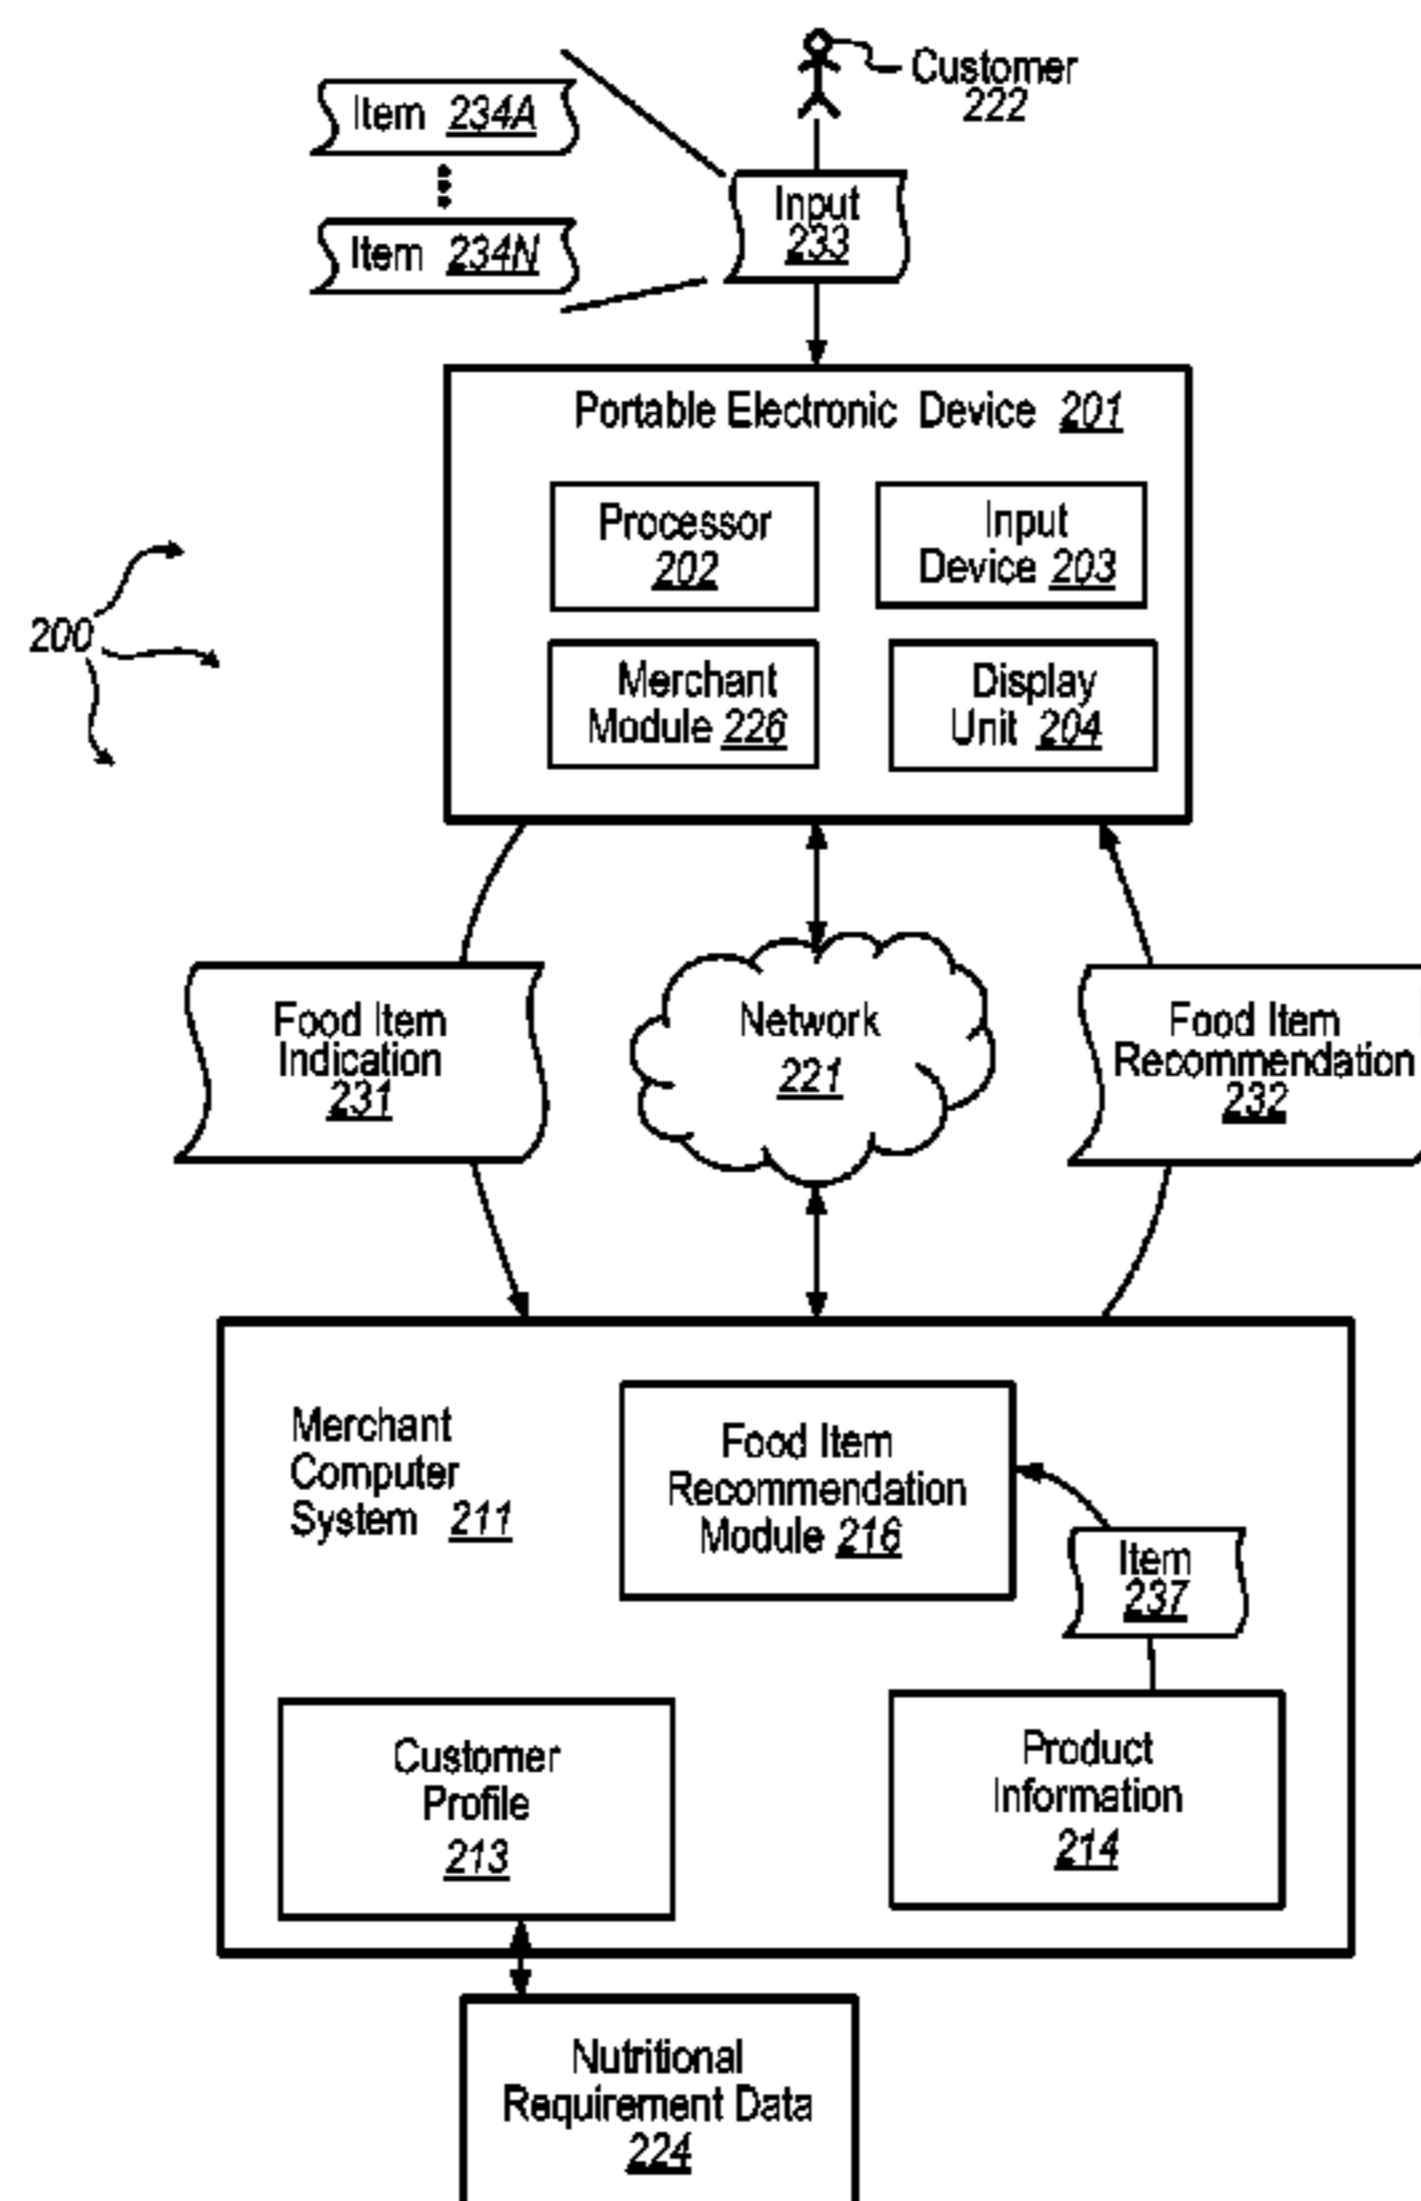 Customer
222
Item 234A
Item 234N
Input
233
Portable Electronic Device 201
Processor
202
Input
Device 203
Merchant
Module 226
Display
Unit 204
200
Food Item
Indication
231
Network
221
Food Item
Recommendation
232
Merchant
Computer
System 211
Food Item
Recommendation
Module 216
Item
237
Customer
Profile
213
Product
Information
214
Nutritional
Requirement Data
224